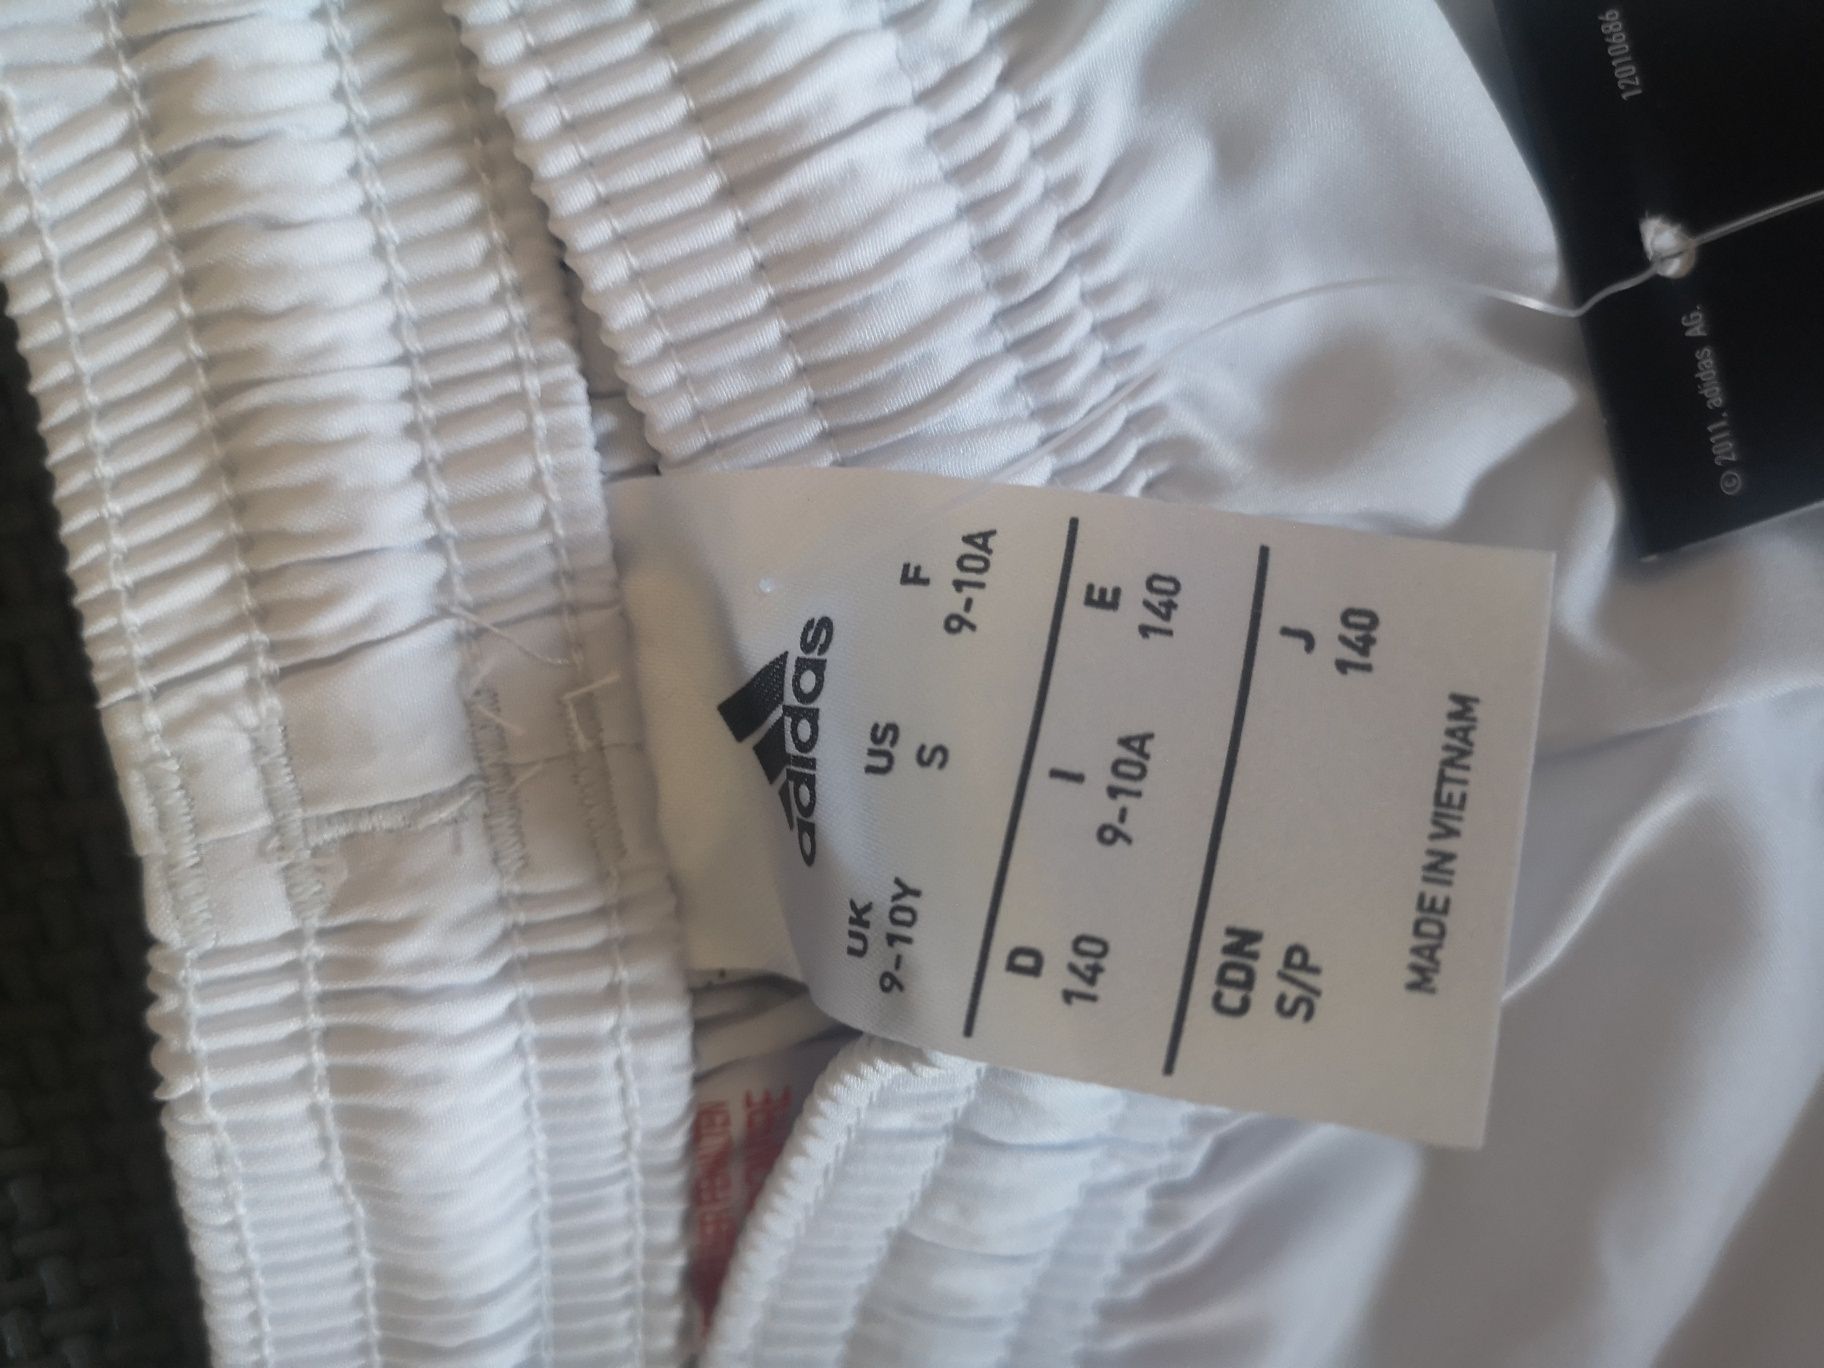 adidas
UK US F
9-10Y S 9-10A
D I E
140 9-10A 140
CDN J
S/P 140
MADE IN VIETNAM
12010686
© 2011. adidas AG.